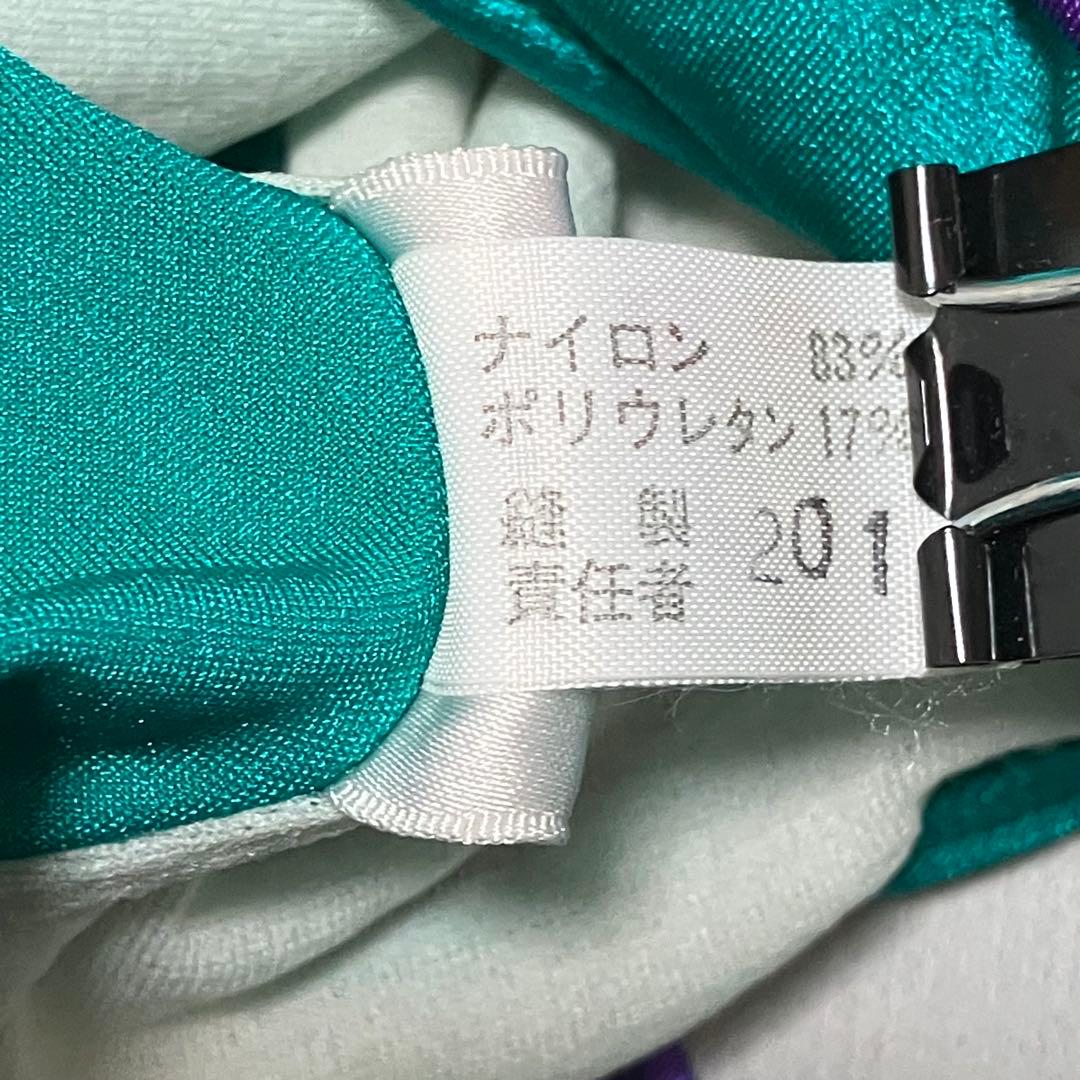 ナイロン 83%
ポリウレタン 17%
縫製
責任者 201